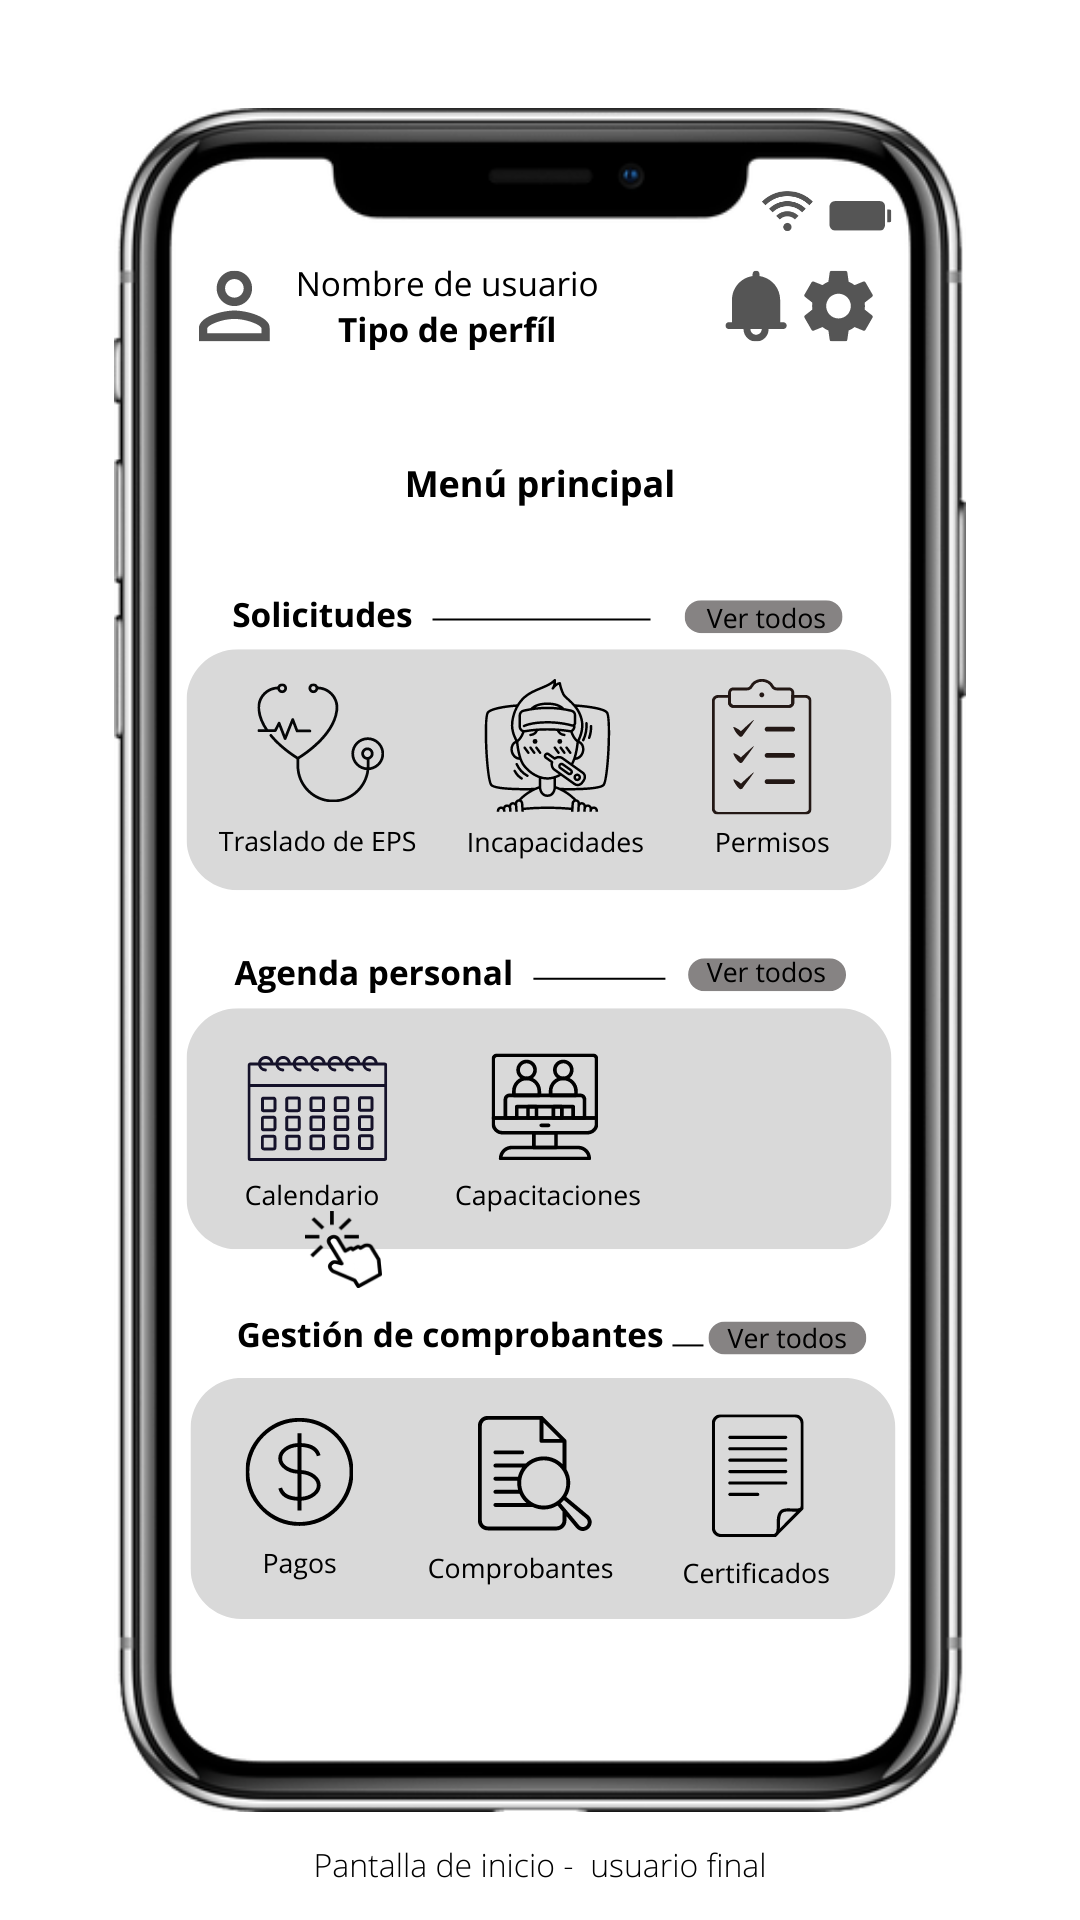 Nombre de usuario
Tipo de perfíl
Menú principal
Solicitudes
Ver todos
Traslado de EPS
Incapacidades
Permisos
Agenda personal
Ver todos
Calendario
Capacitaciones
Gestión de comprobantes
Ver todos
Pagos
Comprobantes
Certificados
Pantalla de inicio - usuario final